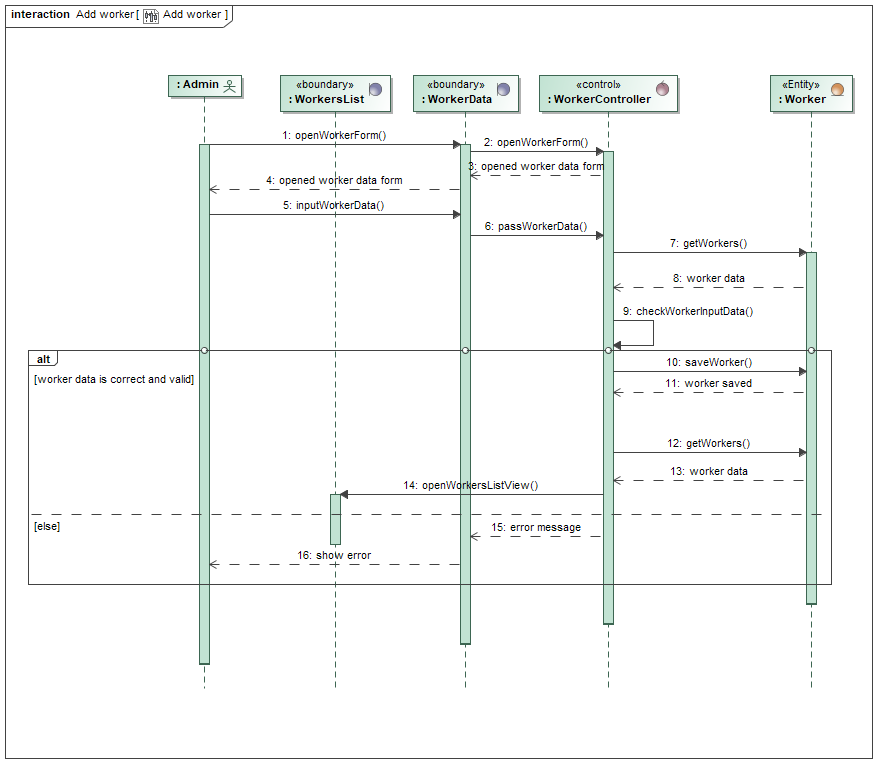 interaction Add worker[ Add worker ]
: Admin
«boundary»
: WorkersList
«boundary»
: WorkerData
«control»
: WorkerController
«Entity»
: Worker
1: openWorkerForm()
2: openWorkerForm()
3: opened worker data form
4: opened worker data form
5: inputWorkerData()
6: passWorkerData()
7: getWorkers()
8: worker data
9: checkWorkerInputData()
alt
[worker data is correct and valid]
10: saveWorker()
11: worker saved
12: getWorkers()
13: worker data
14: openWorkersListView()
[else]
15: error message
16: show error